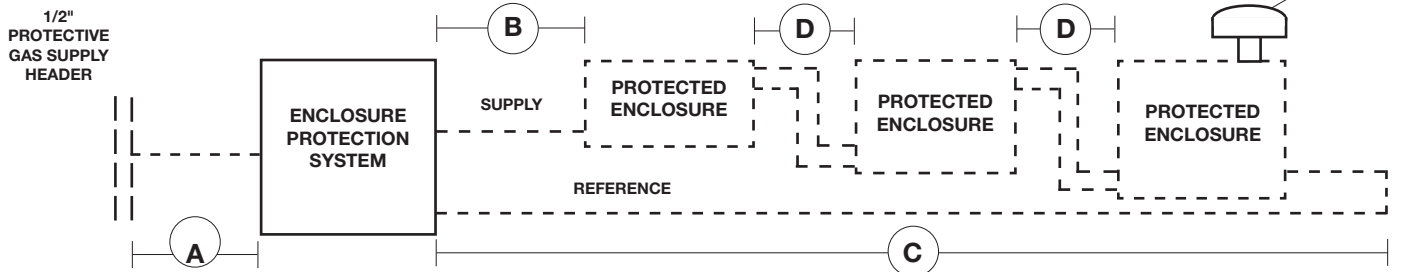 1/2"
PROTECTIVE
GAS SUPPLY
HEADER
B
D
D
ENCLOSURE
PROTECTION
SYSTEM
SUPPLY
PROTECTED
ENCLOSURE
PROTECTED
ENCLOSURE
PROTECTED
ENCLOSURE
REFERENCE
A
C